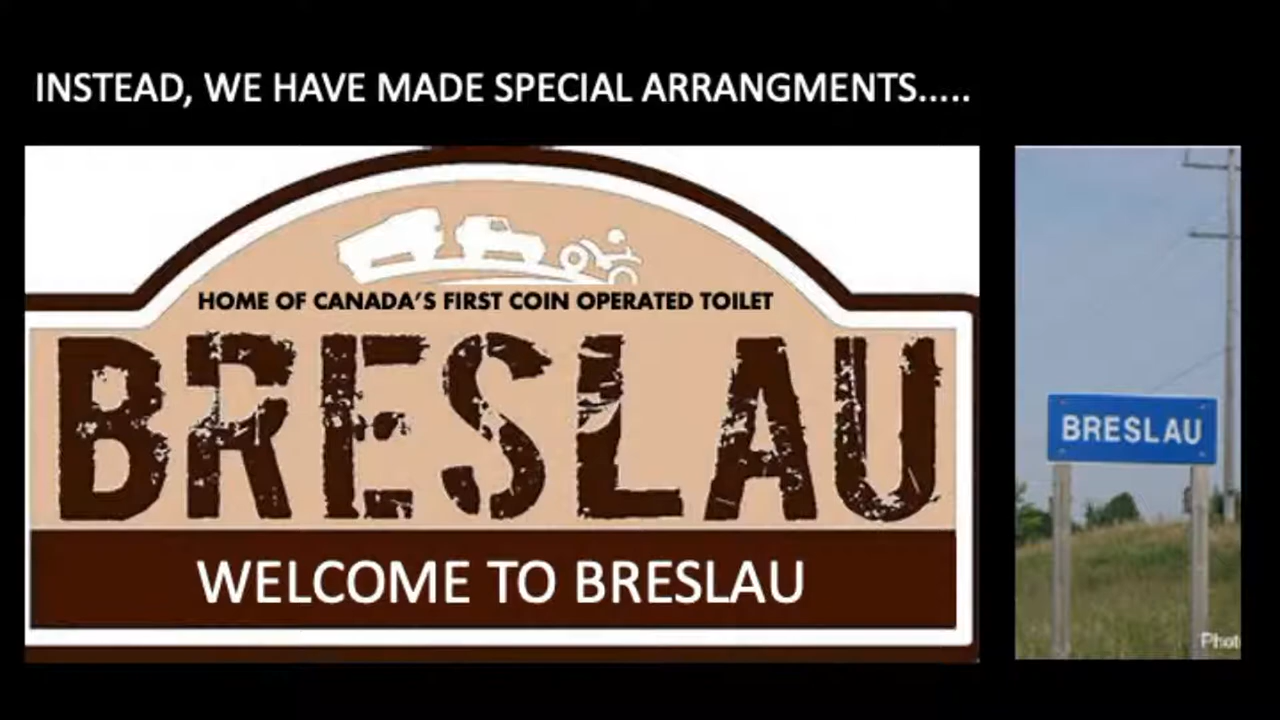 INSTEAD, WE HAVE MADE SPECIAL ARRANGMENTS.....
HOME OF CANADA'S FIRST COIN OPERATED TOILET
BRESLAU
WELCOME TO BRESLAU
BRESLAU